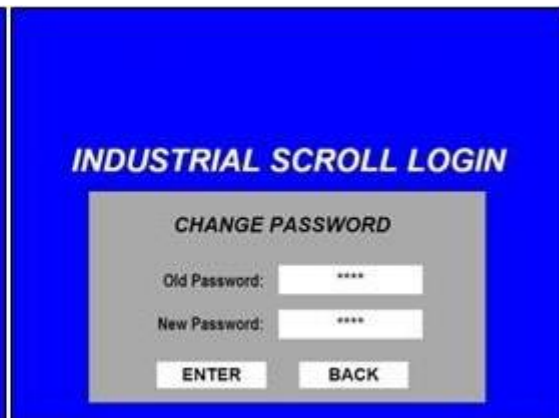 INDUSTRIAL SCROLL LOGIN
CHANGE PASSWORD
Old Password: ****
New Password: ****
ENTER BACK